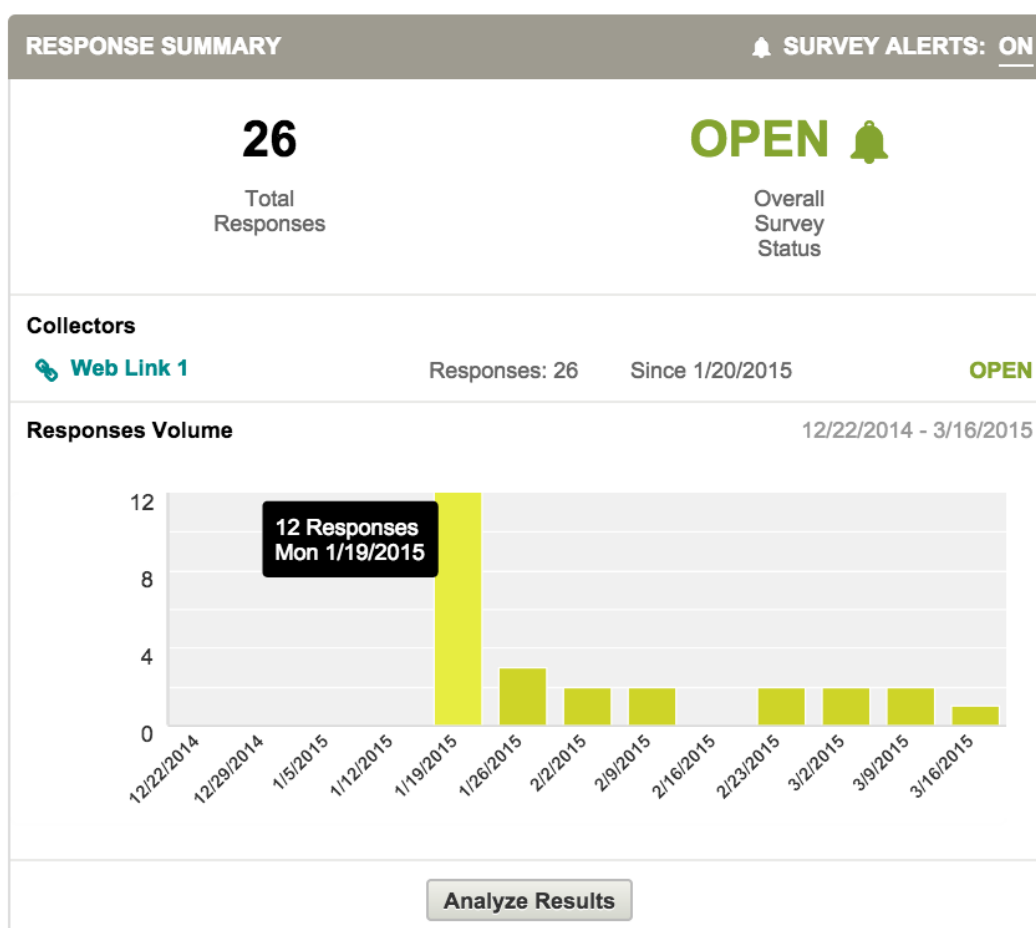 RESPONSE SUMMARY
SURVEY ALERTS: ON
26
Total
Responses
OPEN
Overall
Survey
Status
Collectors
Web Link 1 Responses: 26 Since 1/20/2015 OPEN
Responses Volume 12/22/2014 - 3/16/2015
12
8
4
0
12 Responses
Mon 1/19/2015
12/22/2014 12/29/2014 1/5/2015 1/12/2015 1/19/2015 1/26/2015 2/2/2015 2/9/2015 2/16/2015 2/23/2015 3/2/2015 3/9/2015 3/16/2015
Analyze Results